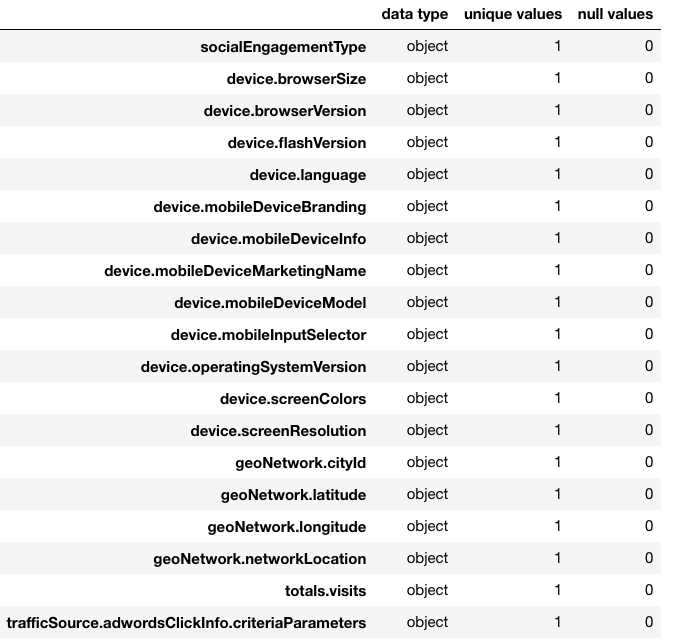 data type unique values null values
socialEngagementType object 1 0
device.browserSize object 1 0
device.browserVersion object 1 0
device.flashVersion object 1 0
device.language object 1 0
device.mobileDeviceBranding object 1 0
device.mobileDeviceInfo object 1 0
device.mobileDeviceMarketingName object 1 0
device.mobileDeviceModel object 1 0
device.mobileInputSelector object 1 0
device.operatingSystemVersion object 1 0
device.screenColors object 1 0
device.screenResolution object 1 0
geoNetwork.cityId object 1 0
geoNetwork.latitude object 1 0
geoNetwork.longitude object 1 0
geoNetwork.networkLocation object 1 0
totals.visits object 1 0
trafficSource.adwordsClickInfo.criteriaParameters object 1 0